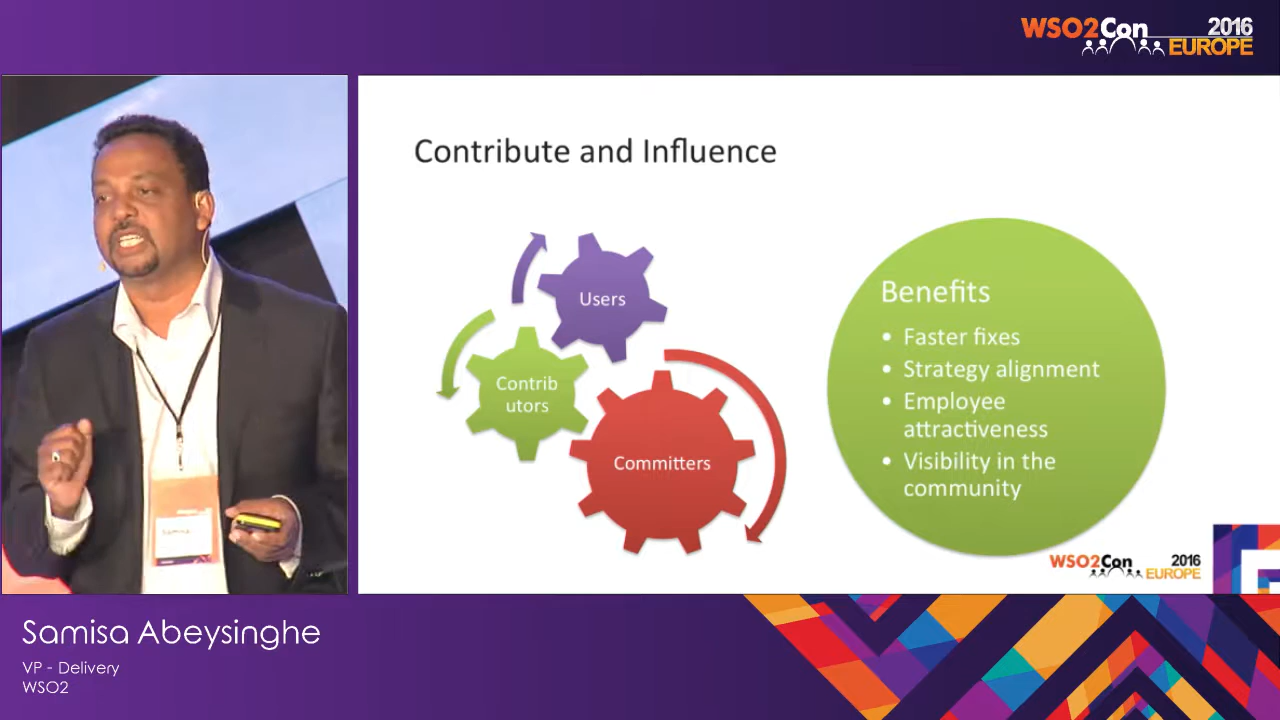 WSO2Con 2016
EUROPE
Contribute and Influence
Users
Contrib
utors
Committers
Benefits
• Faster fixes
• Strategy alignment
• Employee
attractiveness
• Visibility in the
community
WSO2Con 2016
EUROPE
Samisa
Samisa Abeysinghe
VP - Delivery
WSO2